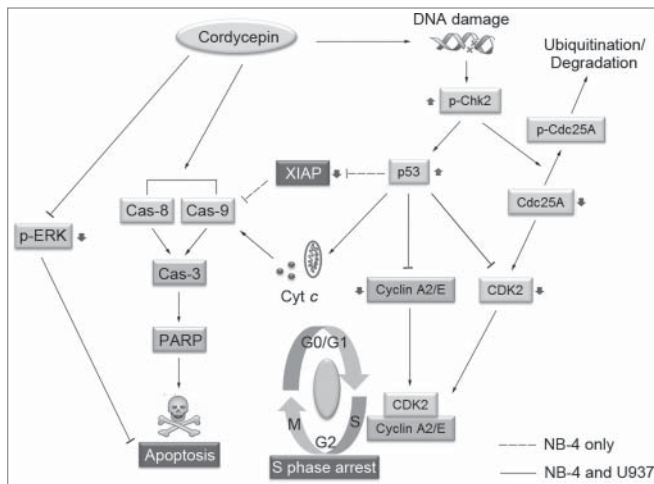 DNA damage
Cordycepin
Ubiquitination/
Degradation
p-Chk2
p-Cdc25A
XIAP
p53
Cas-8
Cas-9
Cdc25A
p-ERK
Cas-3
Cyt c
Cyclin A2/E
CDK2
PARP
G0/G1
CDK2
M
S
G2
Cyclin A2/E
Apoptosis
S phase arrest
NB-4 only
NB-4 and U937